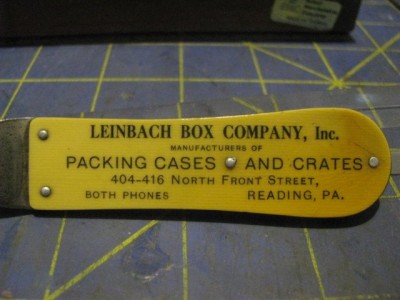 LEINBACH BOX COMPANY, Inc.
MANUFACTURERS OF
PACKING CASES AND CRATES
404-416 NORTH FRONT STREET,
BOTH PHONES READING, PA.